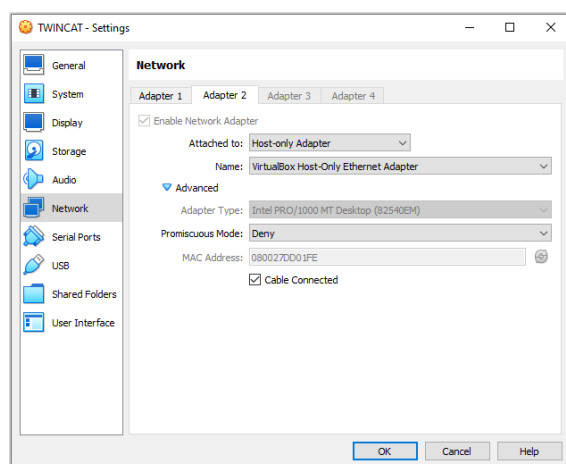 TWINCAT - Settings
General
System
Display
Storage
Audio
Network
Serial Ports
USB
Shared Folders
User Interface
Network
Adapter 1 Adapter 2 Adapter 3 Adapter 4
Enable Network Adapter
Attached to: Host-only Adapter
Name: VirtualBox Host-Only Ethernet Adapter
Advanced
Adapter Type: Intel PRO/1000 MT Desktop (82540EM)
Promiscuous Mode: Deny
MAC Address: 080027DD01FE
Cable Connected
OK Cancel Help